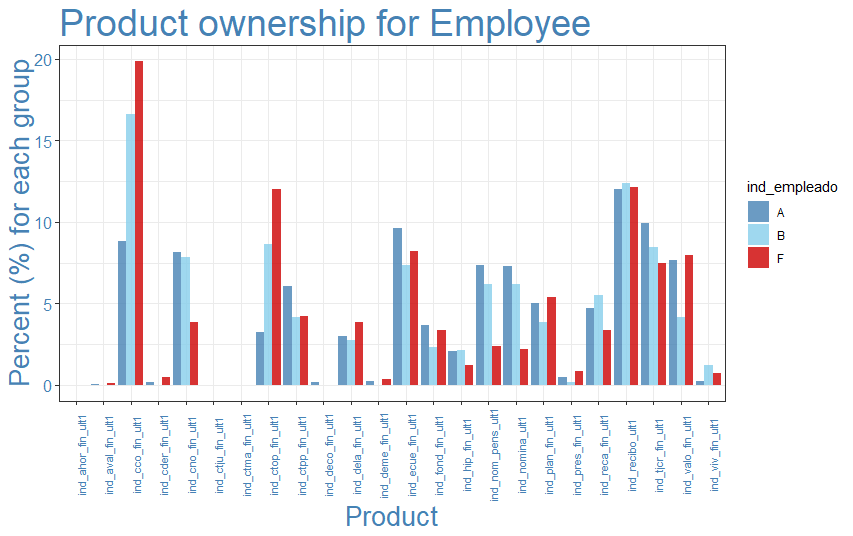 Product ownership for Employee
Percent (%) for each group
20
15
10
5
0
ind_ahor_fin_ult1
ind_aval_fin_ult1
ind_cco_fin_ult1
ind_cder_fin_ult1
ind_cno_fin_ult1
ind_ctju_fin_ult1
ind_ctma_fin_ult1
ind_ctop_fin_ult1
ind_ctpp_fin_ult1
ind_deco_fin_ult1
ind_dela_fin_ult1
ind_deme_fin_ult1
ind_ecue_fin_ult1
ind_fond_fin_ult1
ind_hip_fin_ult1
ind_nom_pens_ult1
ind_nomina_ult1
ind_plan_fin_ult1
ind_pres_fin_ult1
ind_reca_fin_ult1
ind_recibo_ult1
ind_tjcr_fin_ult1
ind_valo_fin_ult1
ind_viv_fin_ult1
Product
ind_empleado
A
B
F